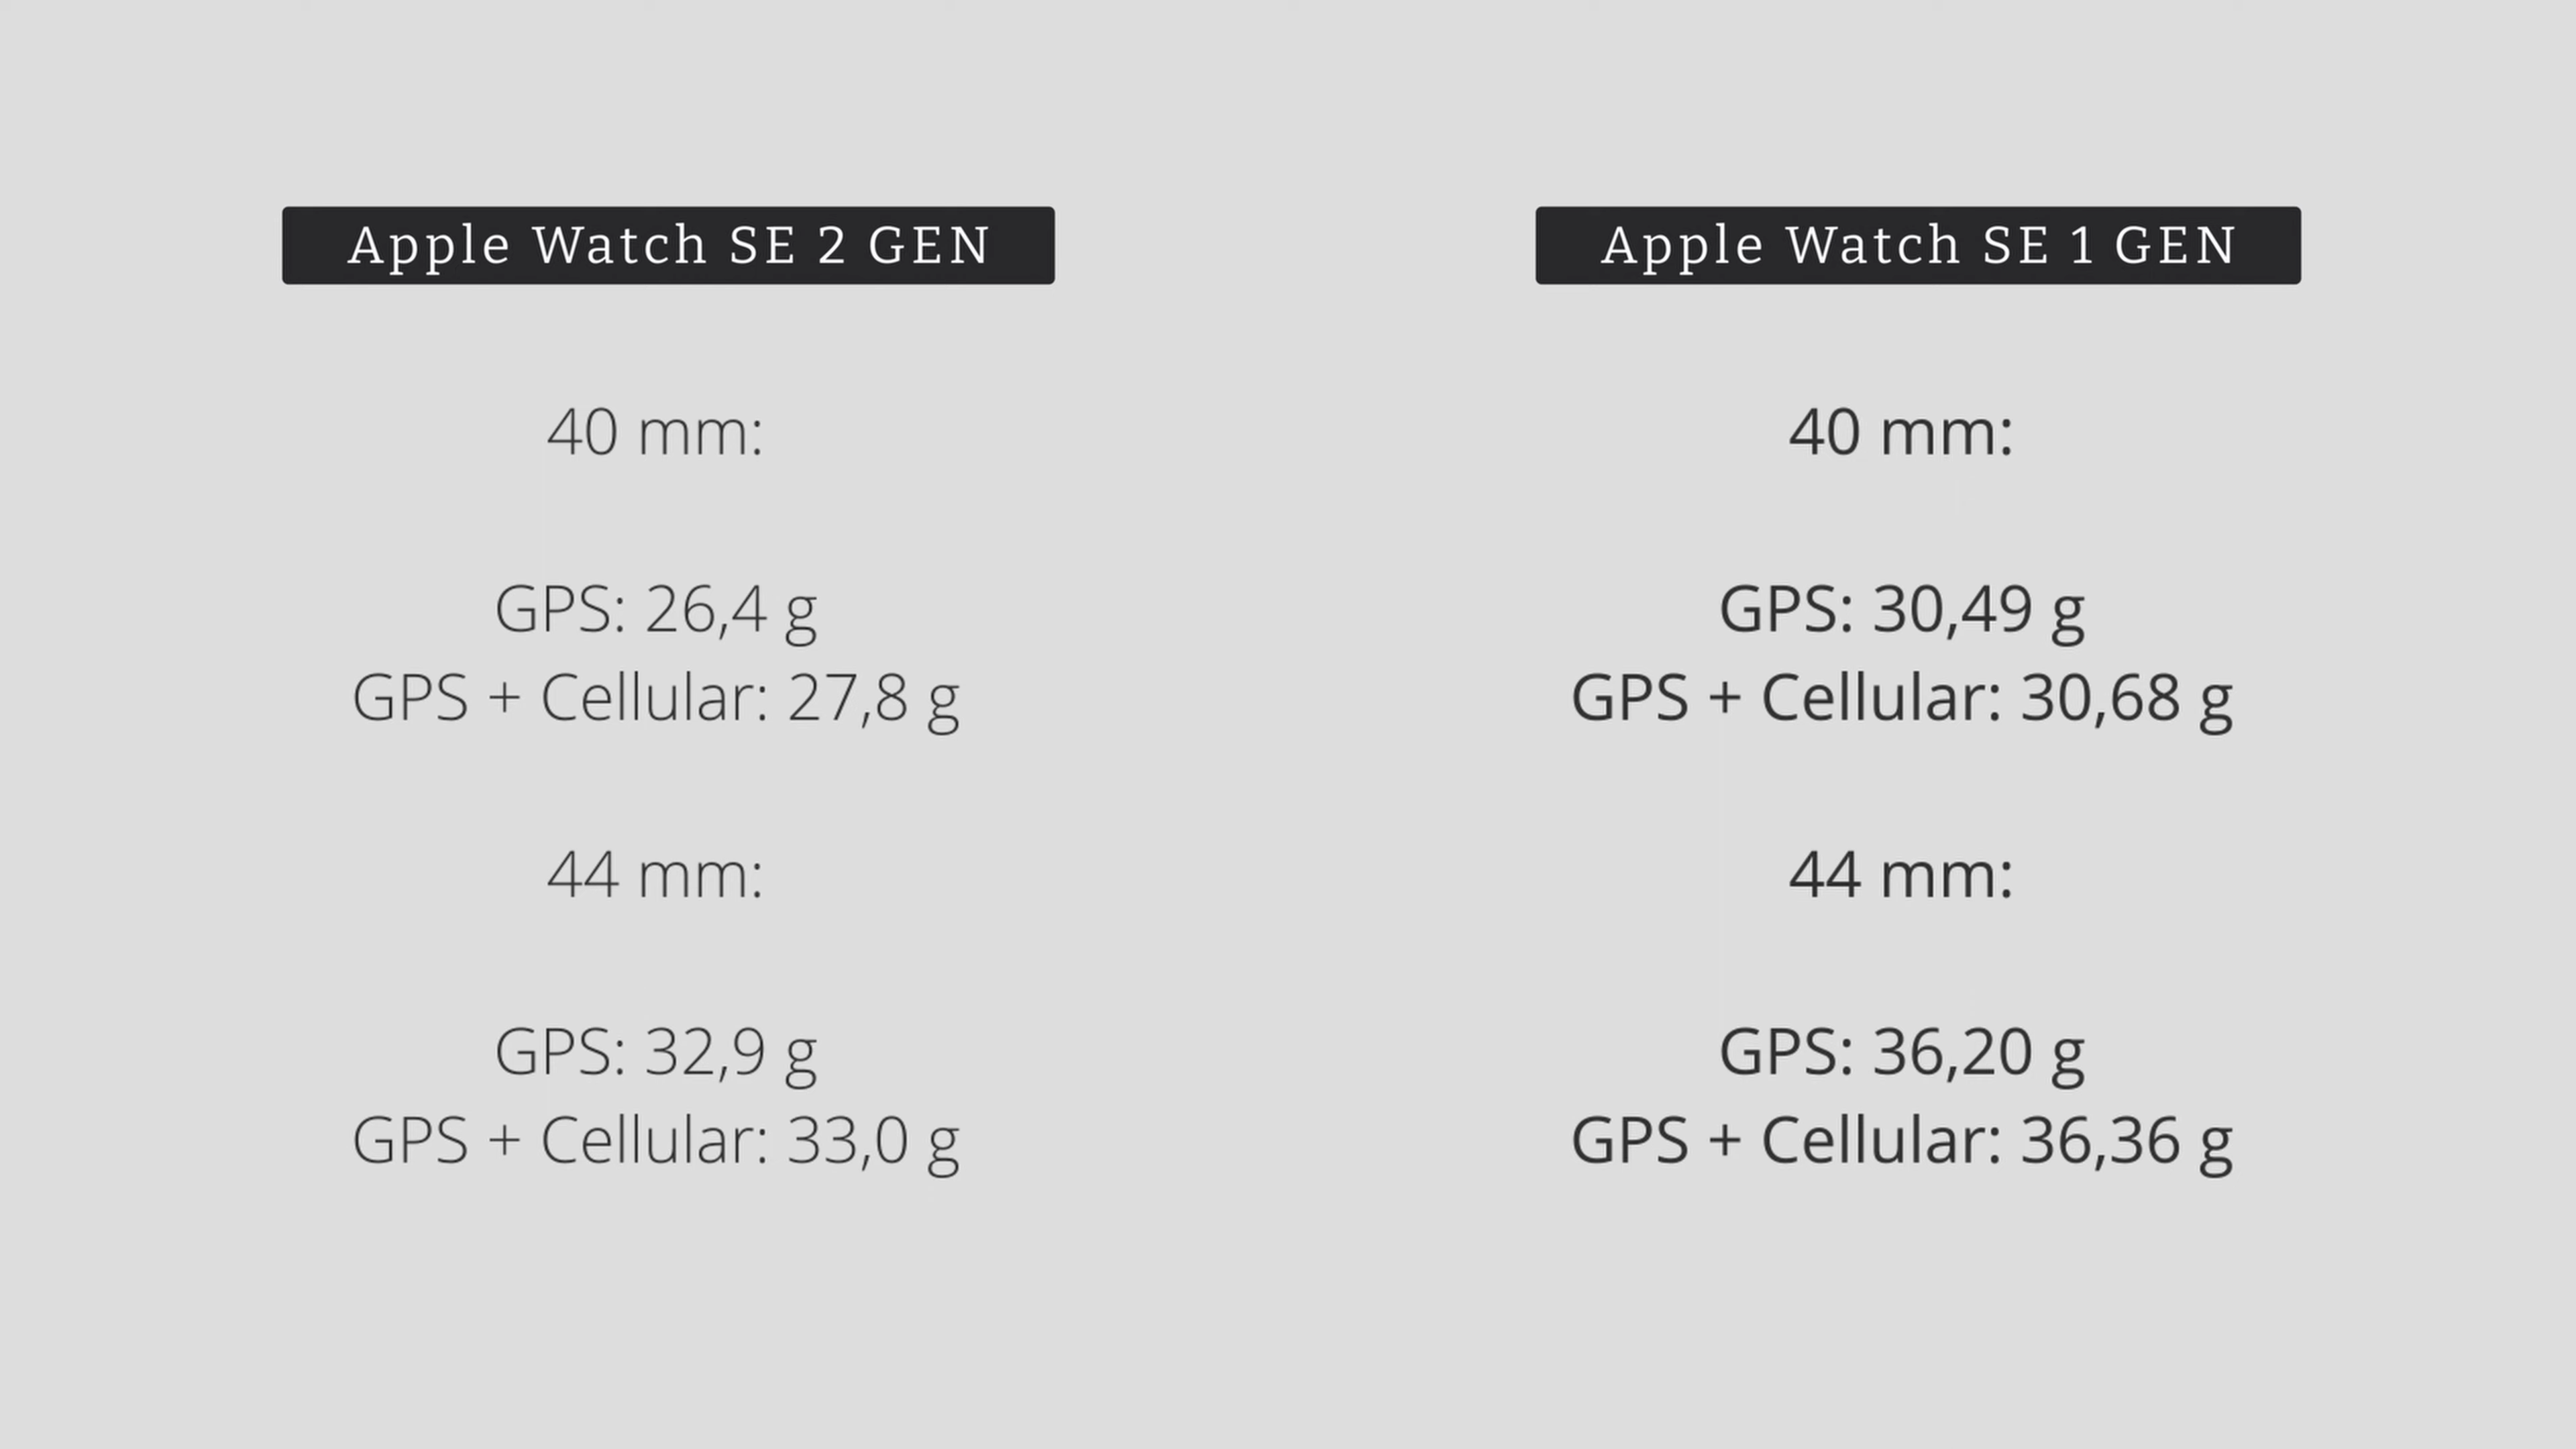 Apple Watch SE 2 GEN
40 mm:
GPS: 26,4 g
GPS + Cellular: 27,8 g
44 mm:
GPS: 32,9 g
GPS + Cellular: 33,0 g
Apple Watch SE 1 GEN
40 mm:
GPS: 30,49 g
GPS + Cellular: 30,68 g
44 mm:
GPS: 36,20 g
GPS + Cellular: 36,36 g